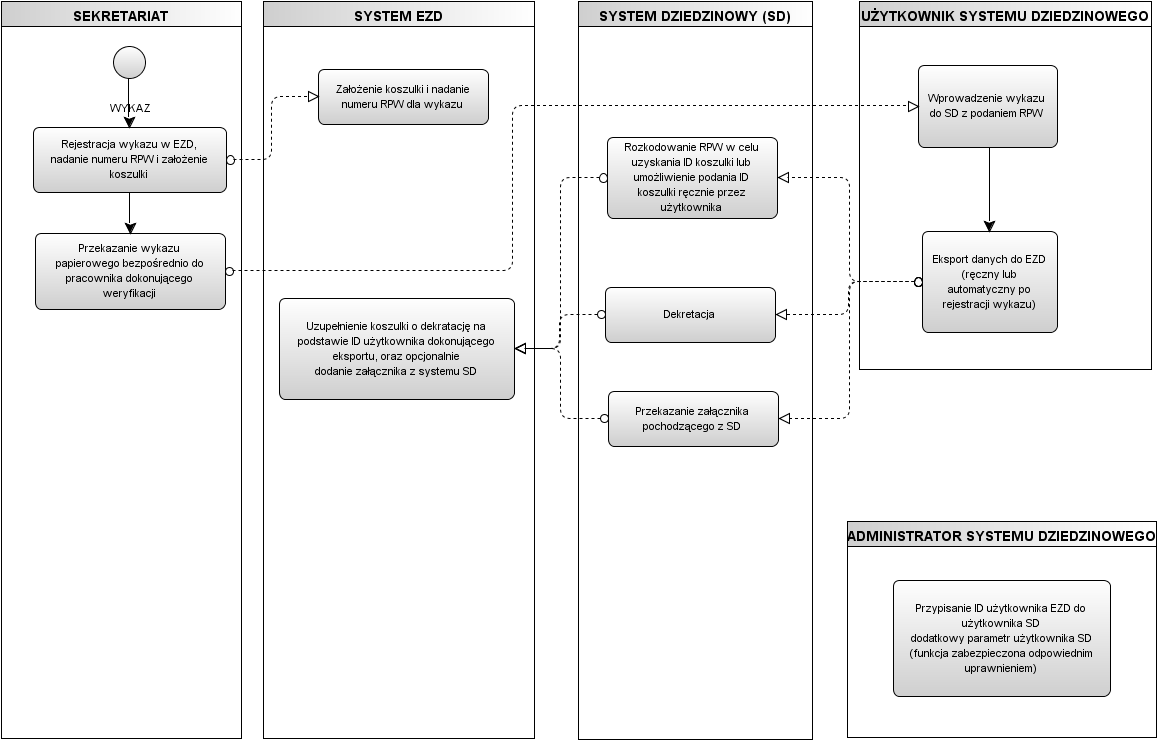 SEKRETARIAT
WYKAZ
Rejestracja wykazu w EZD,
nadanie numeru RPW i założenie
koszulki
Przekazanie wykazu
papierowego bezpośrednio do
pracownika dokonującego
weryfikacji
SYSTEM EZD
Założenie koszulki i nadanie
numeru RPW dla wykazu
Uzupełnienie koszulki o dekratację na
podstawie ID użytkownika dokonującego
eksportu, oraz opcjonalnie
dodanie załącznika z systemu SD
SYSTEM DZIEDZINOWY (SD)
Rozkodowanie RPW w celu
uzyskania ID koszulki lub
umożliwienie podania ID
koszulki ręcznie przez
użytkownika
Dekretacja
Przekazanie załącznika
pochodzącego z SD
UŻYTKOWNIK SYSTEMU DZIEDZINOWEGO
Wprowadzenie wykazu
do SD z podaniem RPW
Eksport danych do EZD
(ręczny lub
automatyczny po
rejestracji wykazu)
ADMINISTRATOR SYSTEMU DZIEDZINOWEGO
Przypisanie ID użytkownika EZD do
użytkownika SD
dodatkowy parametr użytkownika SD
(funkcja zabezpieczona odpowiednim
uprawnieniem)